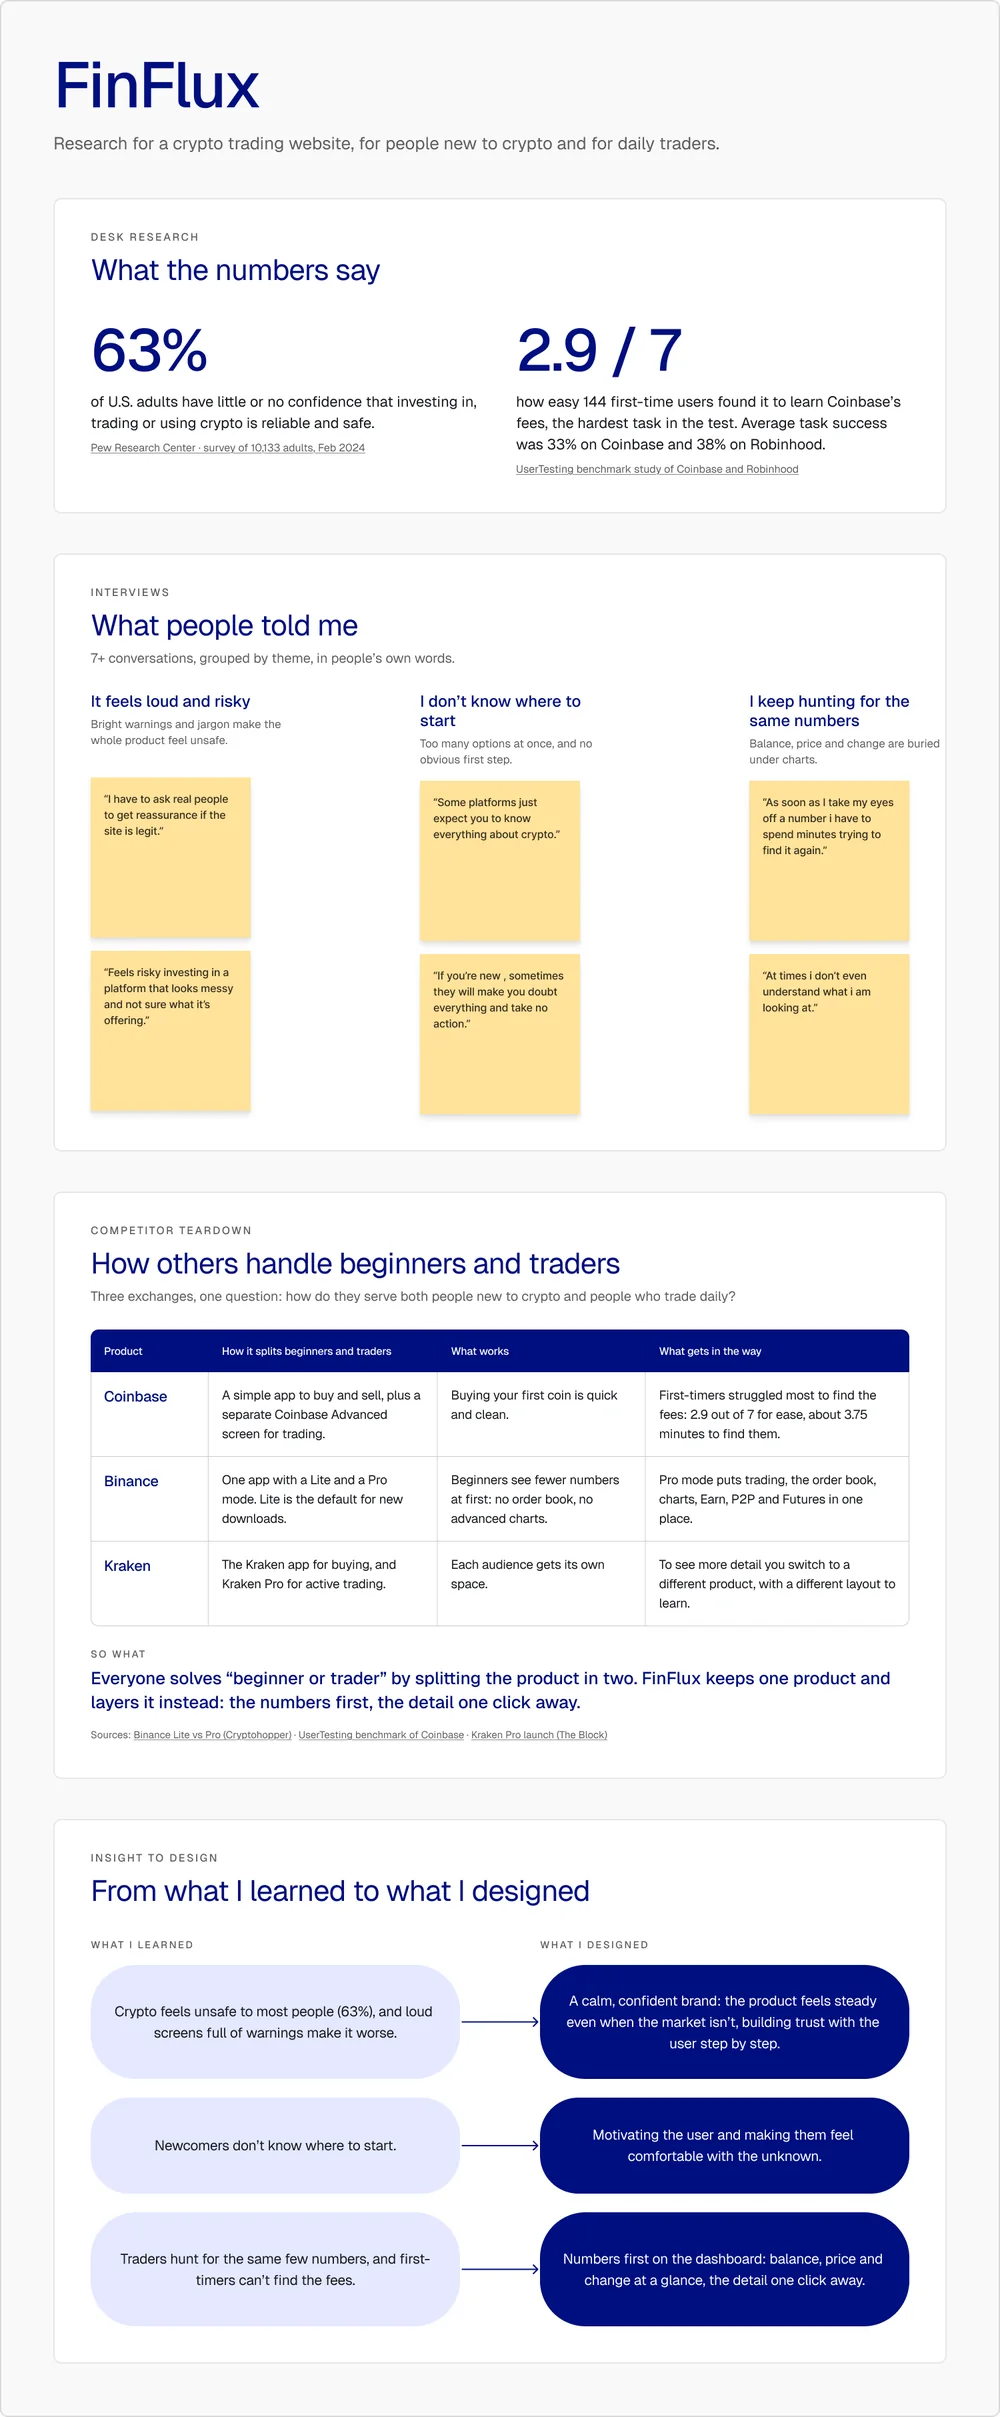 FinFlux
Research for a crypto trading website, for people new to crypto and for daily traders.
DESK RESEARCH
What the numbers say
63%
of U.S. adults have little or no confidence that investing in,
trading or using crypto is reliable and safe.
Pew Research Center · survey of 10,133 adults, Feb 2024
2.9 / 7
how easy 144 first-time users found it to learn Coinbase’s
fees, the hardest task in the test. Average task success
was 33% on Coinbase and 38% on Robinhood.
UserTesting benchmark study of Coinbase and Robinhood
INTERVIEWS
What people told me
7+ conversations, grouped by theme, in people’s own words.
It feels loud and risky
Bright warnings and jargon make the
whole product feel unsafe.
“I have to ask real people
to get reassurance if the
site is legit.”
“Feels risky investing in a
platform that looks messy
and not sure what it’s
offering.”
I don’t know where to
start
Too many options at once, and no
obvious first step.
“Some platforms just
expect you to know
everything about crypto.”
“If you’re new , sometimes
they will make you doubt
everything and take no
action.”
I keep hunting for the
same numbers
Balance, price and change are buried
under charts.
“As soon as I take my eyes
off a number i have to
spend minutes trying to
find it again.”
“At times i don’t even
understand what i am
looking at.”
COMPETITOR TEARDOWN
How others handle beginners and traders
Three exchanges, one question: how do they serve both people new to crypto and people who trade daily?
Product
How it splits beginners and traders
What works
What gets in the way
Coinbase
A simple app to buy and sell, plus a
separate Coinbase Advanced
screen for trading.
Buying your first coin is quick
and clean.
First-timers struggled most to find the
fees: 2.9 out of 7 for ease, about 3.75
minutes to find them.
Binance
One app with a Lite and a Pro
mode. Lite is the default for new
downloads.
Beginners see fewer numbers
at first: no order book, no
advanced charts.
Pro mode puts trading, the order book,
charts, Earn, P2P and Futures in one
place.
Kraken
The Kraken app for buying, and
Kraken Pro for active trading.
Each audience gets its own
space.
To see more detail you switch to a
different product, with a different layout to
learn.
SO WHAT
Everyone solves “beginner or trader” by splitting the product in two. FinFlux keeps one product and
layers it instead: the numbers first, the detail one click away.
Sources: Binance Lite vs Pro (Cryptohopper) · UserTesting benchmark of Coinbase · Kraken Pro launch (The Block)
INSIGHT TO DESIGN
From what I learned to what I designed
WHAT I LEARNED
WHAT I DESIGNED
Crypto feels unsafe to most people (63%), and loud
screens full of warnings make it worse.
A calm, confident brand: the product feels steady
even when the market isn’t, building trust with the
user step by step.
Newcomers don’t know where to start.
Motivating the user and making them feel
comfortable with the unknown.
Traders hunt for the same few numbers, and first-
timers can’t find the fees.
Numbers first on the dashboard: balance, price and
change at a glance, the detail one click away.